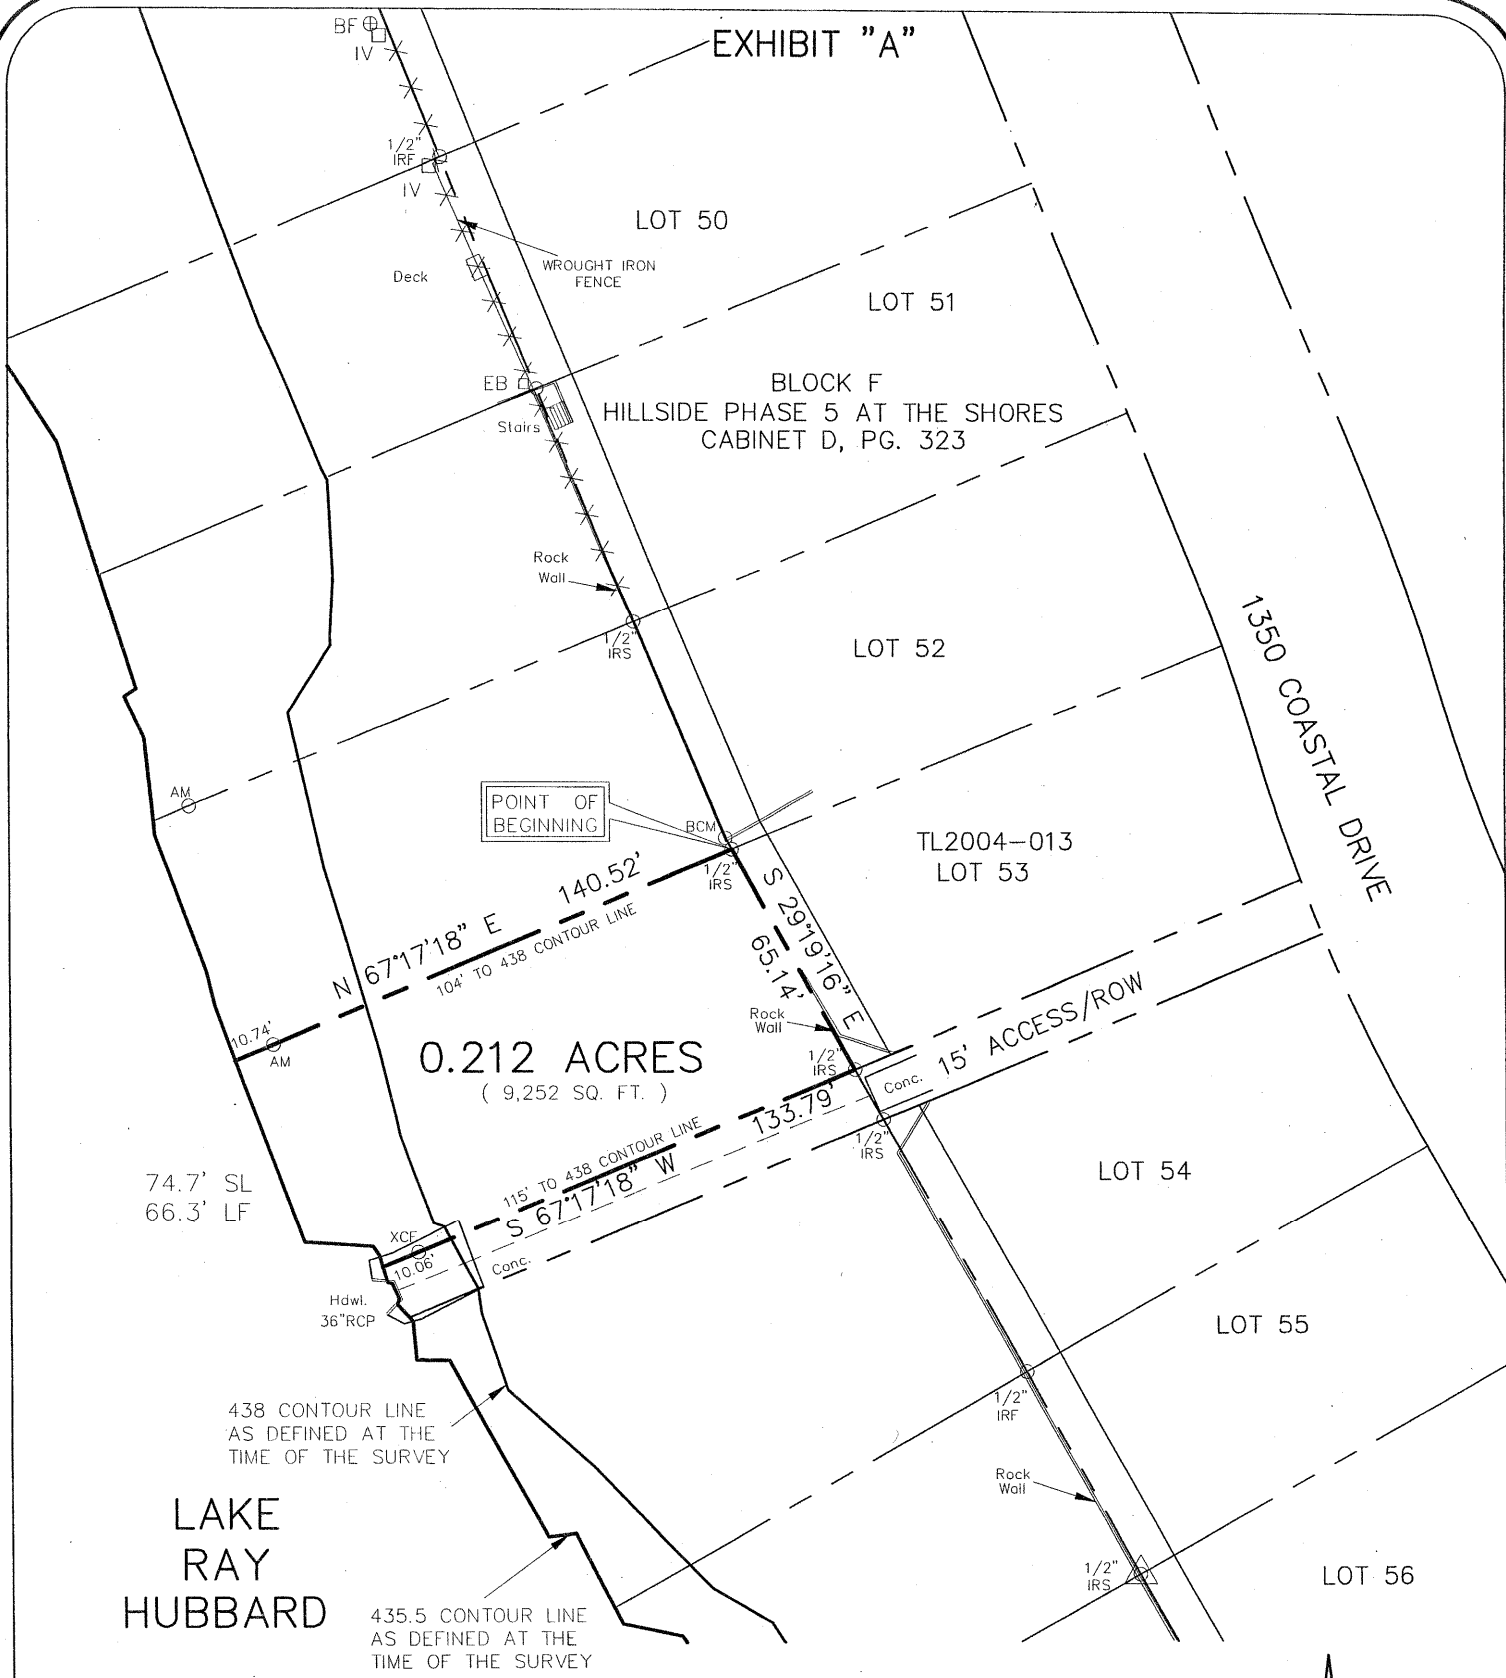 EXHIBIT "A"
BF
IV
1/2"
IRF
IV
LOT 50
WROUGHT IRON
FENCE
Deck
LOT 51
EB
Stairs
BLOCK F
HILLSIDE PHASE 5 AT THE SHORES
CABINET D, PG. 323
Rock
Wall
1/2"
IRS
LOT 52
1350 COASTAL DRIVE
AM
POINT OF
BEGINNING
BCM
1/2"
IRS
TL2004-013
LOT 53
N 67°17'18" E 140.52'
104' TO 438 CONTOUR LINE
S 29°19'16" E
65.14'
Rock
Wall
10.74'
AM
0.212 ACRES
( 9,252 SQ. FT. )
1/2"
IRS
Conc.
15' ACCESS/ROW
115' TO 438 CONTOUR LINE
S 67°17'18" W 133.79'
1/2"
IRS
74.7' SL
66.3' LF
LOT 54
XCF
10.06'
Conc.
Hdwl.
36"RCP
LOT 55
1/2"
IRF
438 CONTOUR LINE
AS DEFINED AT THE
TIME OF THE SURVEY
Rock
Wall
LAKE
RAY
HUBBARD
1/2"
IRS
LOT 56
435.5 CONTOUR LINE
AS DEFINED AT THE
TIME OF THE SURVEY